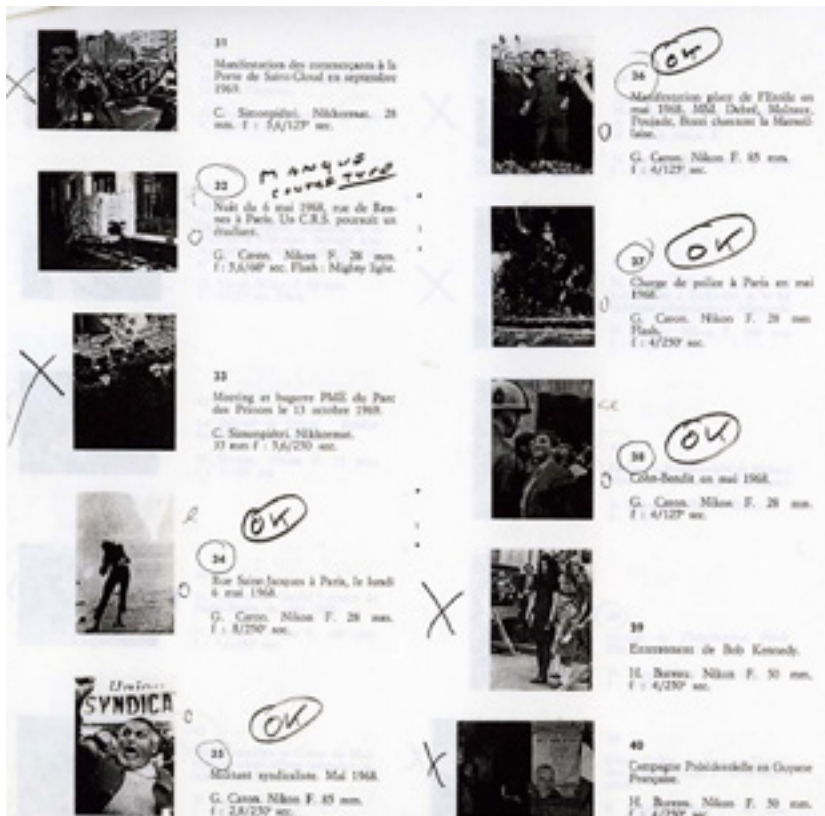 31
Manifestation des commerçants à la
Porte de Saint-Cloud en septembre
1969.
C. Simonpiétri. Nikkormat. 28
mm. f : 5,6/125e sec.
32
MANQUE
CONTRE TYPE
Nuit du 6 mai 1968, rue de Ren-
nes à Paris. Un C.R.S. poursuit un
étudiant.
G. Caron. Nikon F. 28 mm.
f : 5,6/60e sec. Flash : Mighty light.
33
Meeting et bagarre PME du Parc
des Princes le 13 octobre 1969.
C. Simonpiétri. Nikkormat.
35 mm f : 5,6/250 sec.
OK
34
Rue Saint-Jacques à Paris, le lundi
6 mai 1968.
G. Caron. Nikon F. 28 mm.
f : 8/250e sec.
SYNDICA
OK
35
Militant syndicaliste. Mai 1968.
G. Caron. Nikon F. 85 mm.
f : 2,8/250e sec.
OK
36
Manifestation place de l'Etoile en
mai 1968. MM. Debré, Malraux,
Poujade, chantent la Marseil-
laise.
G. Caron. Nikon F. 85 mm.
f : 4/125e sec.
OK
37
Charge de police à Paris en mai
1968.
G. Caron. Nikon F. 28 mm
Flash.
f : 4/250e sec.
OK
38
Cohn-Bendit en mai 1968.
G. Caron. Nikon F. 28 mm.
f : 4/125e sec.
39
Enterrement de Bob Kennedy.
H. Bureau. Nikon F. 50 mm.
f : 4/250e sec.
40
Campagne Présidentielle en Guyane
Française.
H. Bureau. Nikon F. 50 mm.
f : 4/250e sec.